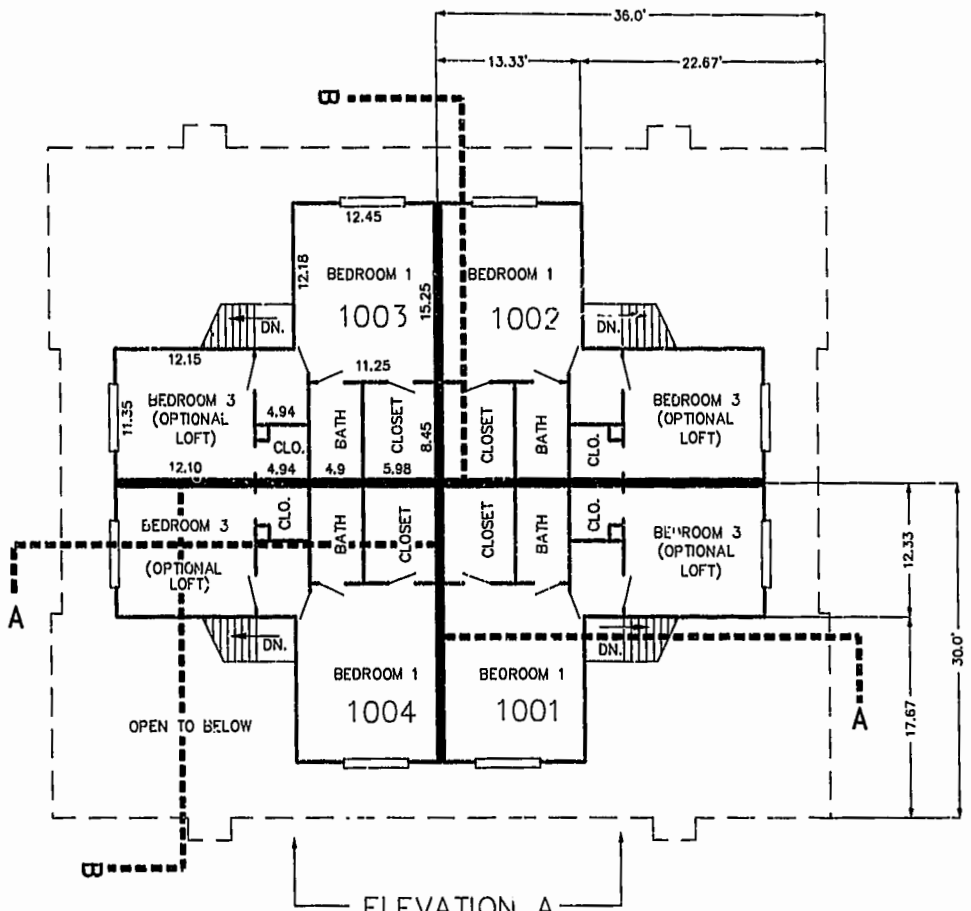 36.0'
13.33'
22.67'
B
12.45
BEDROOM 1
BEDROOM 1
12.18
15.25
1003
1002
DN.
DN.
12.15
11.25
BEDROOM 3
(OPTIONAL
LOFT)
11.35
4.94
CLO.
BATH
CLOSET
8.45
CLOSET
BATH
CLO.
BEDROOM 3
(OPTIONAL
LOFT)
12.10
4.94
4.9
5.98
BEDROOM 3
(OPTIONAL
LOFT)
CLO.
BATH
CLOSET
CLOSET
BATH
CLO.
BEDROOM 3
(OPTIONAL
LOFT)
12.33
A
DN.
DN.
BEDROOM 1
BEDROOM 1
1004
1001
A
17.67
30.0'
OPEN TO BELOW
B
ELEVATION A